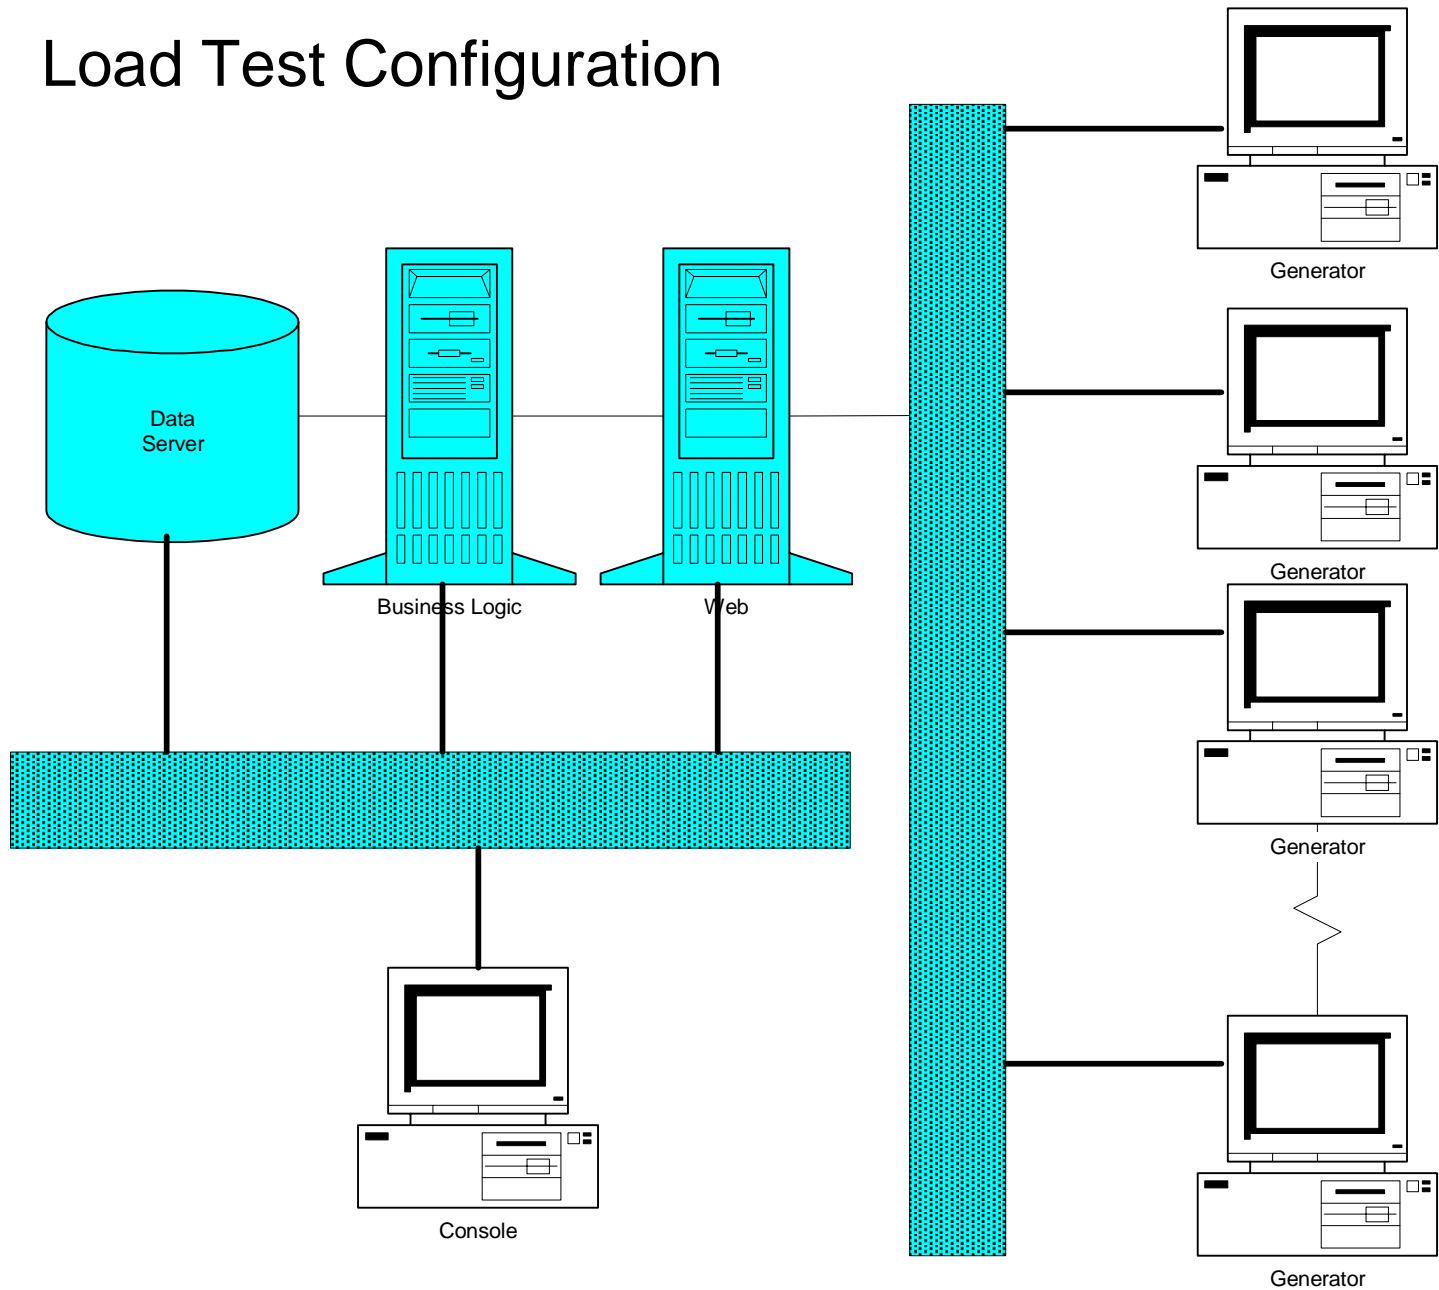 Load Test Configuration
Generator
Data
Server
Generator
Business Logic
Web
Generator
Console
Generator